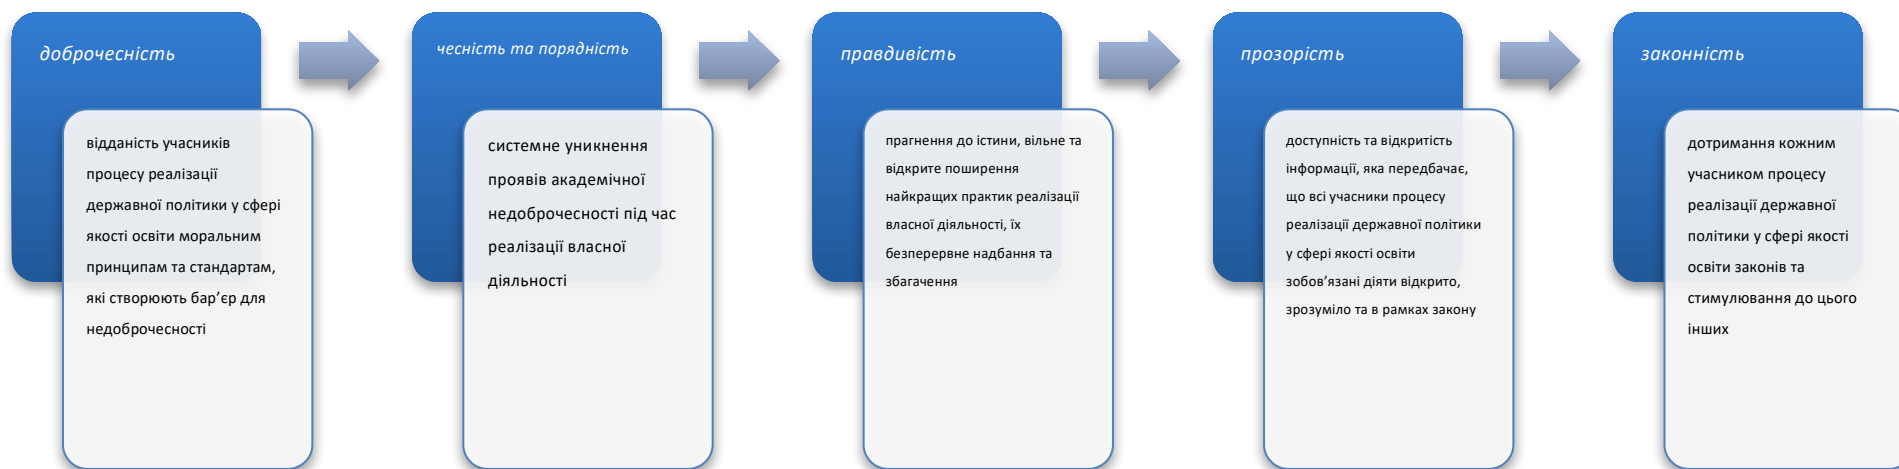 доброчесність
відданість учасників
процесу реалізації
державної політики у сфері
якості освіти моральним
принципам та стандартам,
які створюють бар’єр для
недоброчесності
чесність та порядність
системне уникнення
проявів академічної
недоброчесності під час
реалізації власної
діяльності
правдивість
прагнення до істини, вільне та
відкрите поширення
найкращих практик реалізації
власної діяльності, їх
безперервне надбання та
збагачення
прозорість
доступність та відкритість
інформації, яка передбачає,
що всі учасники процесу
реалізації державної політики
у сфері якості освіти
зобов’язані діяти відкрито,
зрозуміло та в рамках закону
законність
дотримання кожним
учасником процесу
реалізації державної
політики у сфері якості
освіти законів та
стимулювання до цього
інших